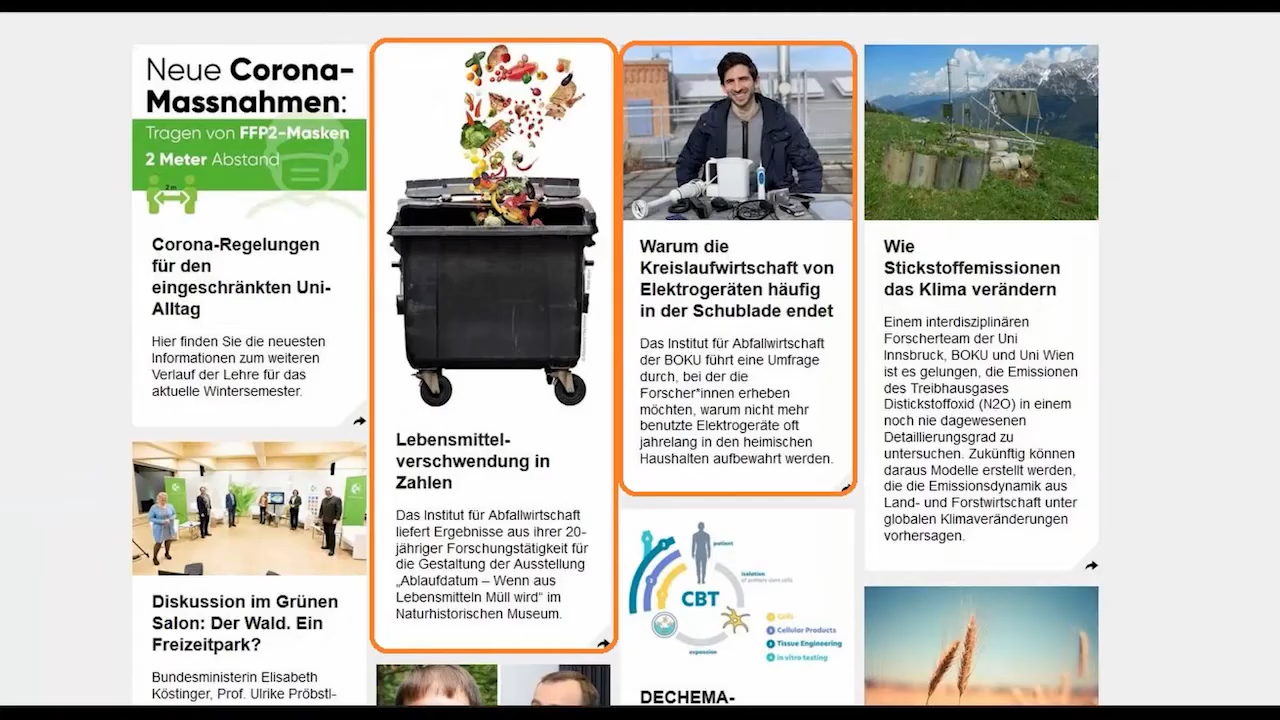 Neue Corona-
Massnahmen:
Tragen von FFP2-Masken
2 Meter Abstand
2 m
Corona-Regelungen
für den
eingeschränkten Uni-
Alltag
Hier finden Sie die neuesten
Informationen zum weiteren
Verlauf der Lehre für das
aktuelle Wintersemester.
Diskussion im Grünen
Salon: Der Wald. Ein
Freizeitpark?
Bundesministerin Elisabeth
Köstinger, Prof. Ulrike Pröbstl-
Lebensmittel-
verschwendung in
Zahlen
Das Institut für Abfallwirtschaft
liefert Ergebnisse aus ihrer 20-
jähriger Forschungstätigkeit für
die Gestaltung der Ausstellung
„Ablaufdatum – Wenn aus
Lebensmitteln Müll wird“ im
Naturhistorischen Museum.
Warum die
Kreislaufwirtschaft von
Elektrogeräten häufig
in der Schublade endet
Das Institut für Abfallwirtschaft
der BOKU führt eine Umfrage
durch, bei der die
Forscher*innen erheben
möchten, warum nicht mehr
benutzte Elektrogeräte oft
jahrelang in den heimischen
Haushalten aufbewahrt werden.
patient
isolation
of primary stem cells
CBT
Cells
Cellular Products
Tissue Engineering
in vitro testing
expansion
DECHEMA-
Wie
Stickstoffemissionen
das Klima verändern
Einem interdisziplinären
Forscherteam der Uni
Innsbruck, BOKU und Uni Wien
ist es gelungen, die Emissionen
des Treibhausgases
Distickstoffoxid (N2O) in einem
noch nie dagewesenen
Detaillierungsgrad zu
untersuchen. Zukünftig können
daraus Modelle erstellt werden,
die die Emissionsdynamik aus
Land- und Forstwirtschaft unter
globalen Klimaveränderungen
vorhersagen.